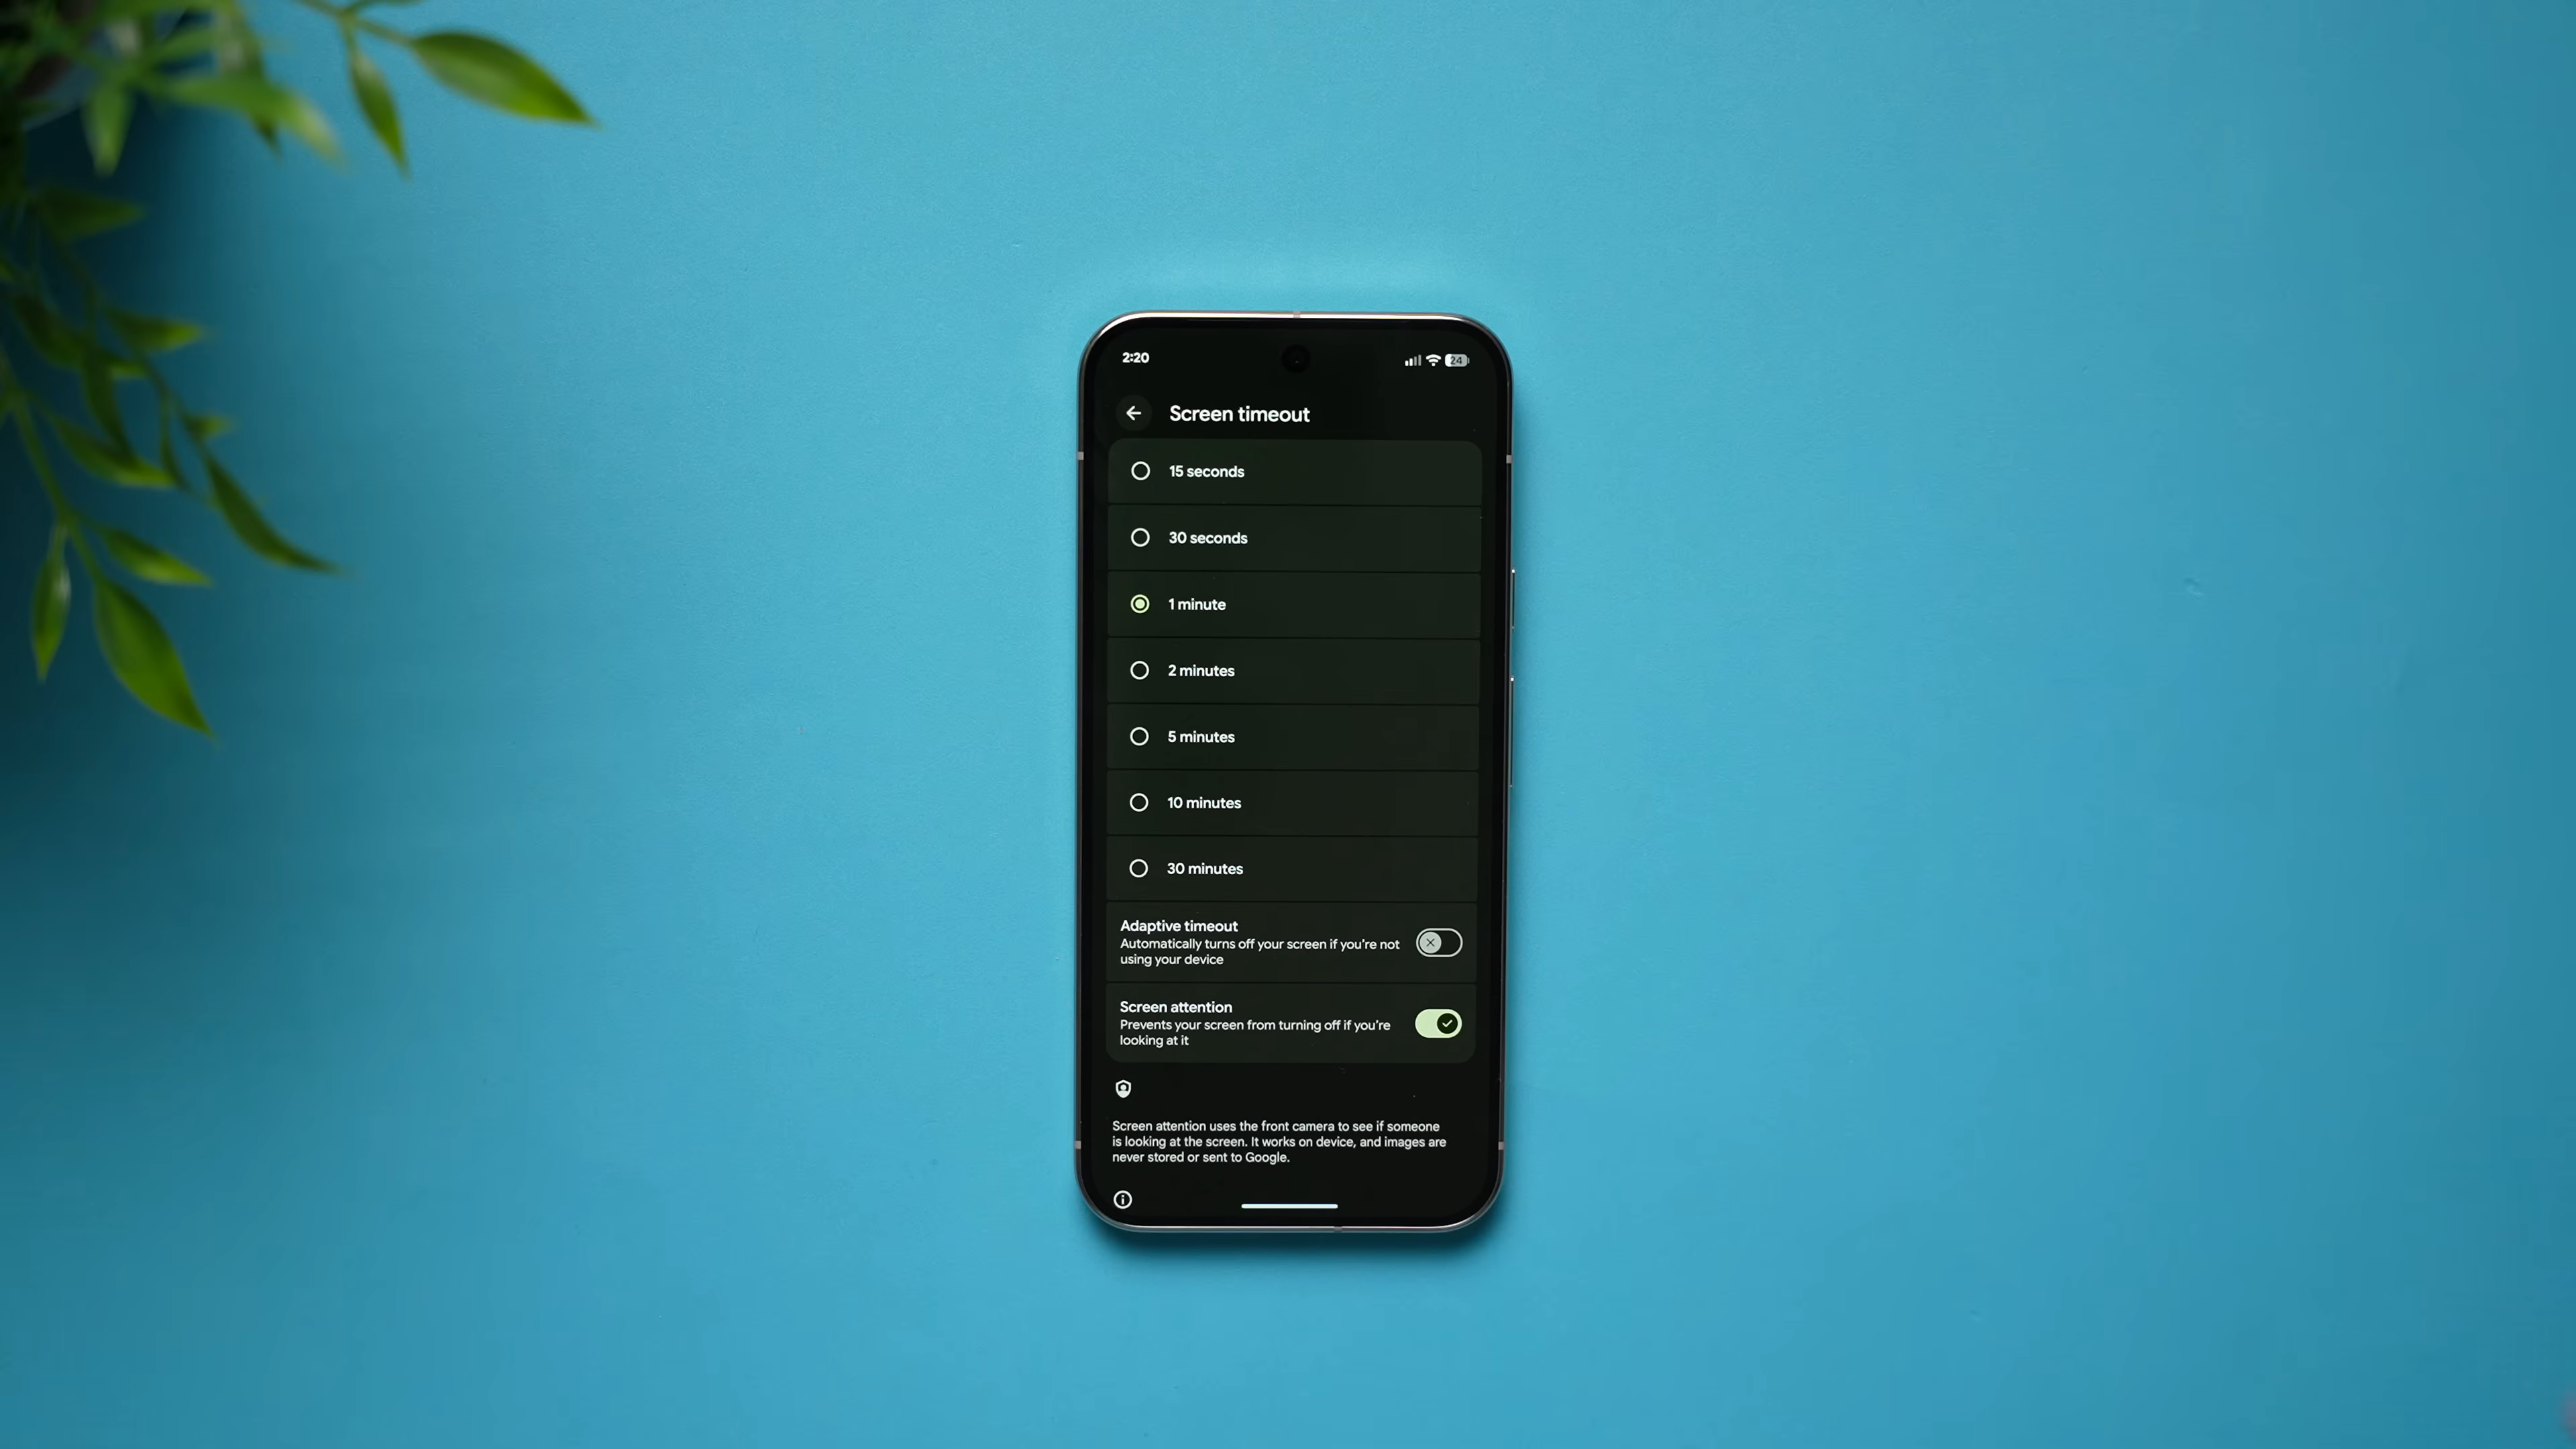 2:20
24
Screen timeout
15 seconds
30 seconds
1 minute
2 minutes
5 minutes
10 minutes
30 minutes
Adaptive timeout
Automatically turns off your screen if you're not
using your device
Screen attention
Prevents your screen from turning off if you're
looking at it
Screen attention uses the front camera to see if someone
is looking at the screen. It works on device, and images are
never stored or sent to Google.